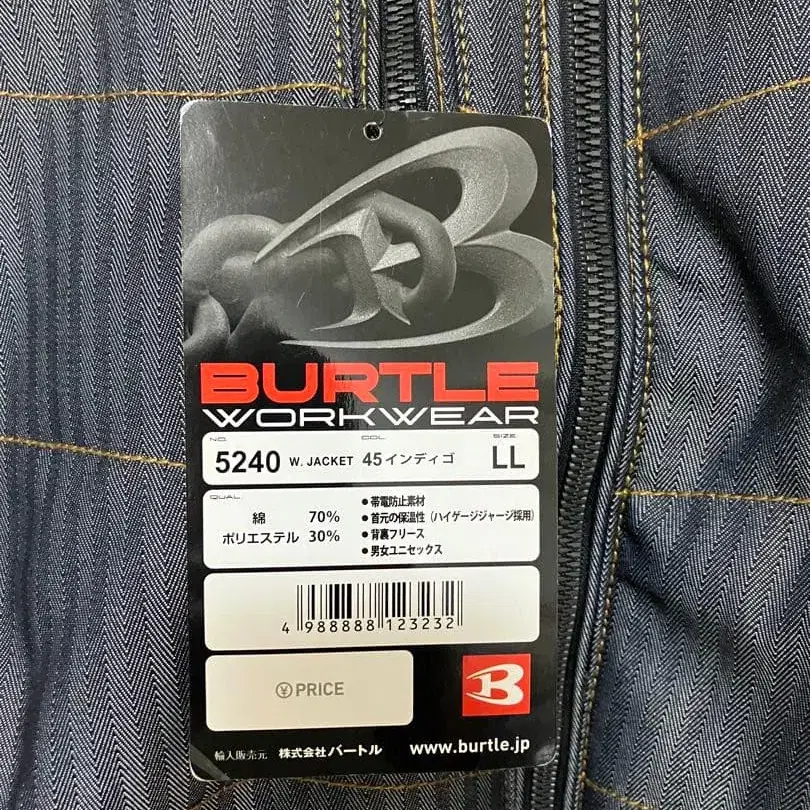 BURTLE
WORKWEAR
NO. COL. SIZE
5240 W. JACKET 45インディゴ LL
QUAL.
綿 70%
ポリエステル 30%
●帯電防止素材
●首元の保温性（ハイゲージジャージ採用）
●背裏フリース
●男女ユニセックス
4 988888 123232
¥ PRICE
B
輸入販売元 株式会社バートル www.burtle.jp